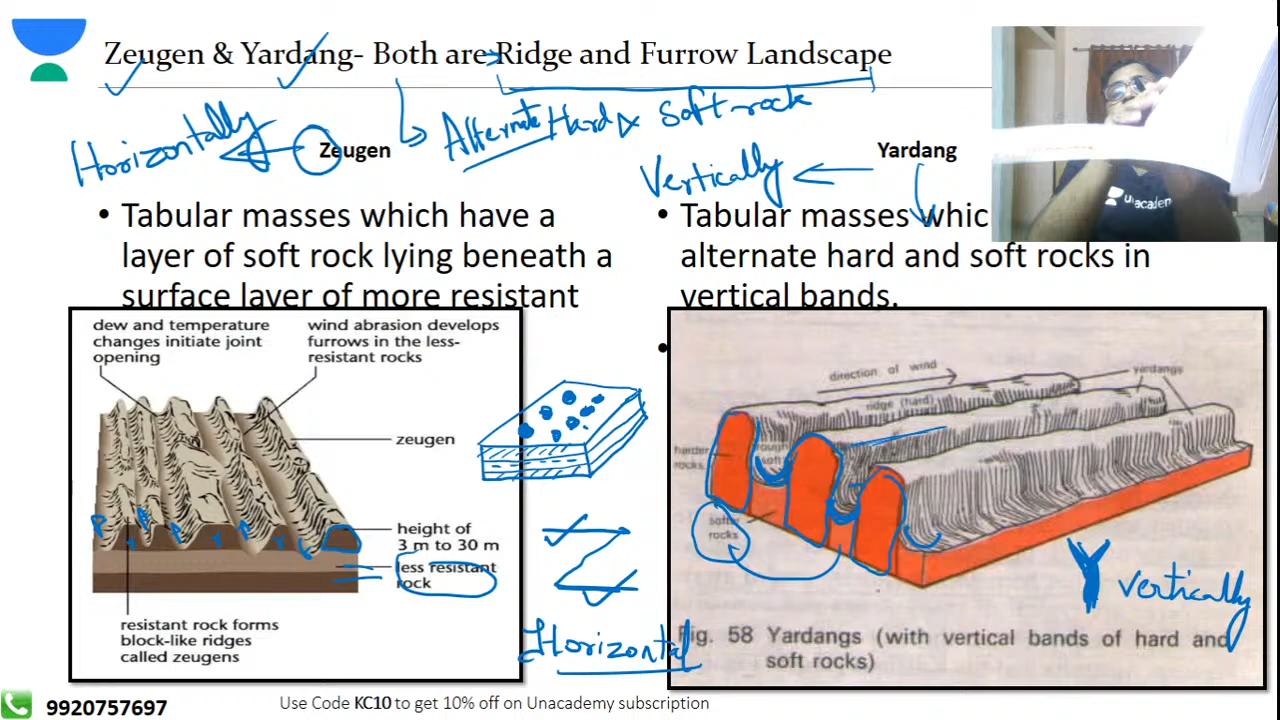 Zeugen & Yardang- Both are Ridge and Furrow Landscape
Alternate Hard & Soft rock
Horizontally
Zeugen
Vertically
Yardang
• Tabular masses which have a
layer of soft rock lying beneath a
surface layer of more resistant
• Tabular masses whic
alternate hard and soft rocks in
vertical bands.
unacadem
dew and temperature
changes initiate joint
opening
wind abrasion develops
furrows in the less-
resistant rocks
zeugen
height of
3 m to 30 m
less resistant
rock
resistant rock forms
block-like ridges
called zeugens
Z
Horizontal
direction of wind
yardangs
ridge (hard)
harder
rocks
softer
rocks
Y vertically
Fig. 58 Yardangs (with vertical bands of hard and
soft rocks)
9920757697
Use Code KC10 to get 10% off on Unacademy subscription